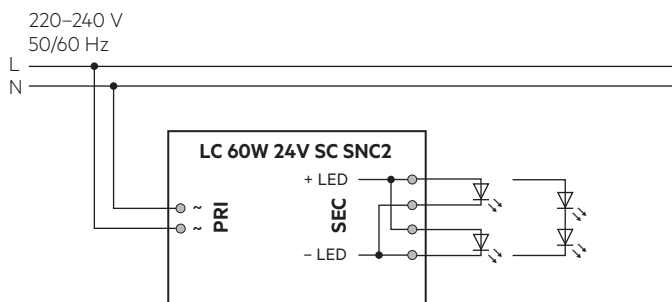 220–240 V
50/60 Hz
L
N
LC 60W 24V SC SNC2
+ LED
~
PRI
SEC
~
– LED